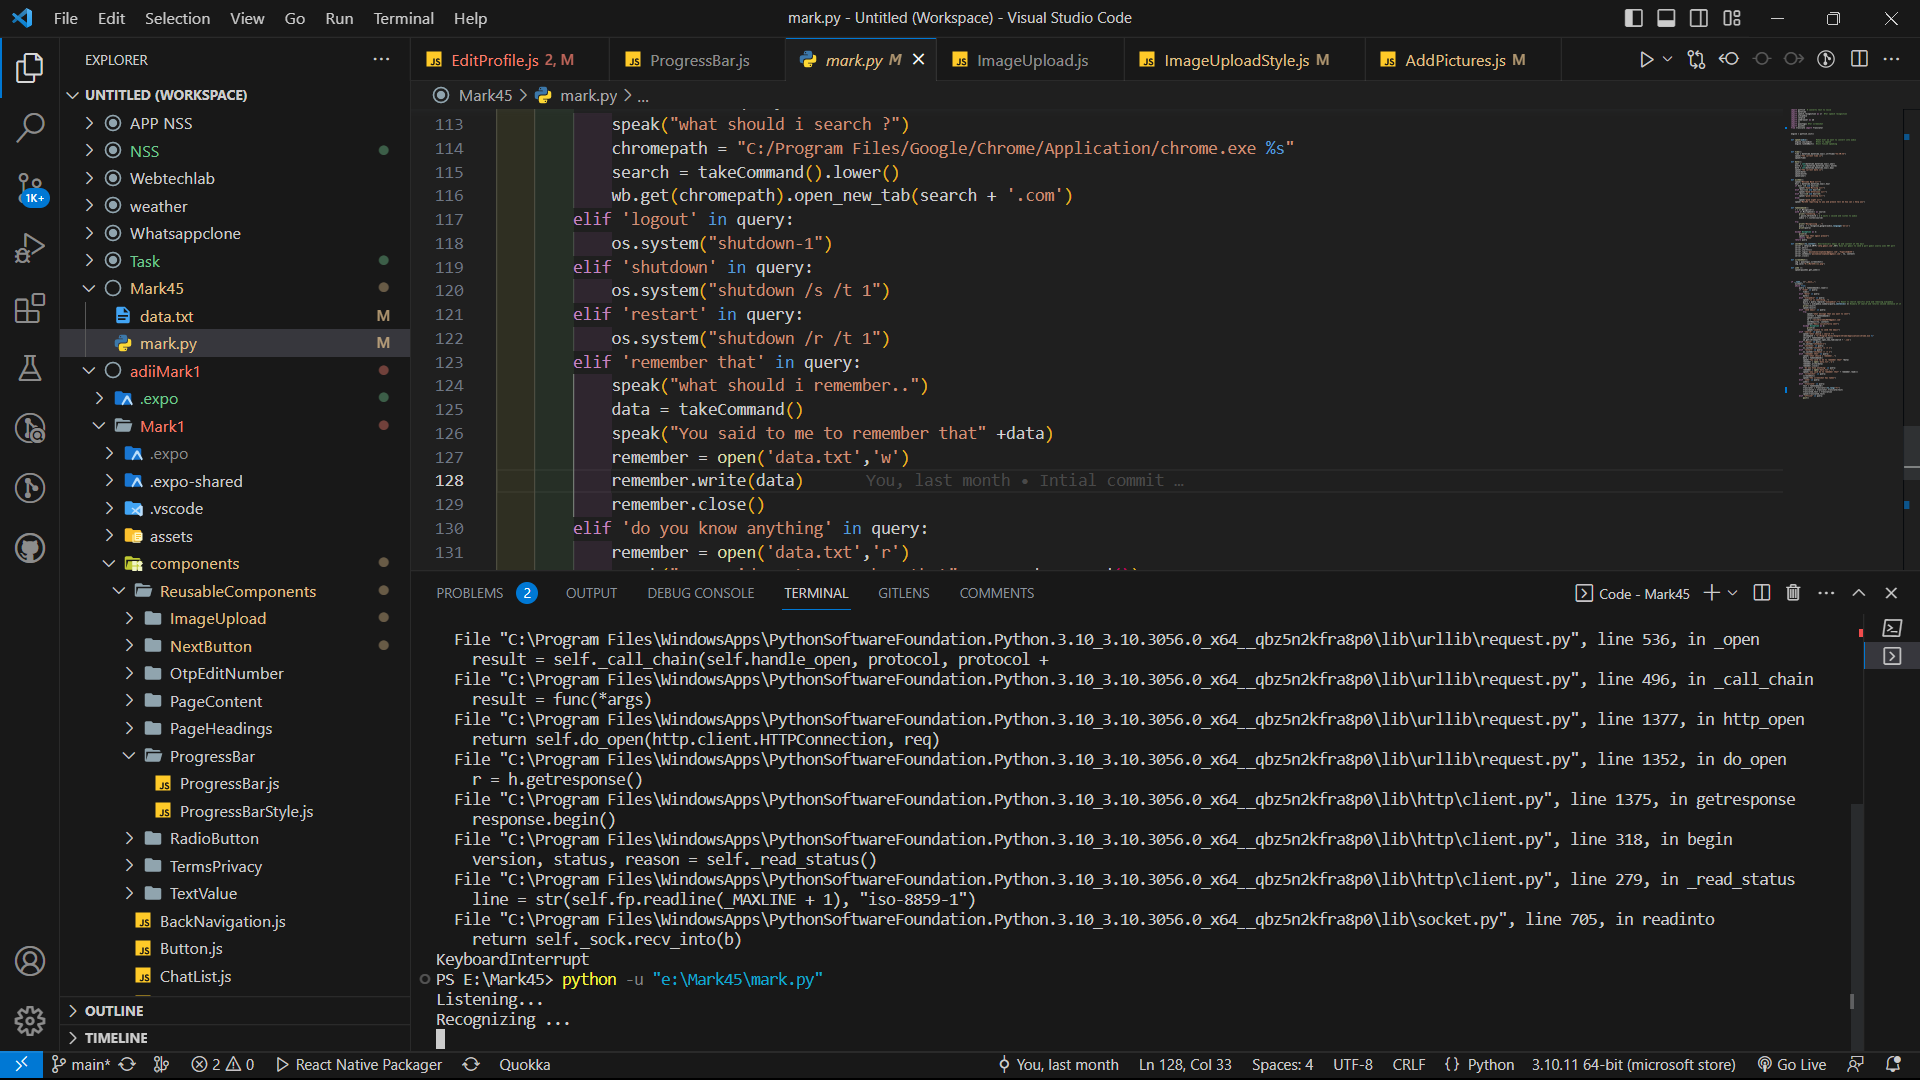 File Edit Selection View Go Run Terminal Help
mark.py - Untitled (Workspace) - Visual Studio Code
EXPLORER
UNTITLED (WORKSPACE)
APP NSS
NSS
Webtechlab
weather
Whatsappclone
Task
Mark45
data.txt M
mark.py M
adiiMark1
.expo
Mark1
.expo
.expo-shared
.vscode
assets
components
ReusableComponents
ImageUpload
NextButton
OtpEditNumber
PageContent
PageHeadings
ProgressBar
ProgressBar.js
ProgressBarStyle.js
RadioButton
TermsPrivacy
TextValue
BackNavigation.js
Button.js
ChatList.js
OUTLINE
TIMELINE
1K+
EditProfile.js 2, M
ProgressBar.js
mark.py M
ImageUpload.js
ImageUploadStyle.js M
AddPictures.js M
Mark45 > mark.py > ...
113 speak("what should i search ?")
114 chromepath = "C:/Program Files/Google/Chrome/Application/chrome.exe %s"
115 search = takeCommand().lower()
116 wb.get(chromepath).open_new_tab(search + '.com')
117 elif 'logout' in query:
118 os.system("shutdown-1")
119 elif 'shutdown' in query:
120 os.system("shutdown /s /t 1")
121 elif 'restart' in query:
122 os.system("shutdown /r /t 1")
123 elif 'remember that' in query:
124 speak("what should i remember..")
125 data = takeCommand()
126 speak("You said to me to remember that" +data)
127 remember = open('data.txt','w')
128 remember.write(data) You, last month • Intial commit …
129 remember.close()
130 elif 'do you know anything' in query:
131 remember = open('data.txt','r')
PROBLEMS 2 OUTPUT DEBUG CONSOLE TERMINAL GITLENS COMMENTS
Code - Mark45
File "C:\Program Files\WindowsApps\PythonSoftwareFoundation.Python.3.10_3.10.3056.0_x64__qbz5n2kfra8p0\lib\urllib\request.py", line 536, in _open
result = self._call_chain(self.handle_open, protocol, protocol +
File "C:\Program Files\WindowsApps\PythonSoftwareFoundation.Python.3.10_3.10.3056.0_x64__qbz5n2kfra8p0\lib\urllib\request.py", line 496, in _call_chain
result = func(*args)
File "C:\Program Files\WindowsApps\PythonSoftwareFoundation.Python.3.10_3.10.3056.0_x64__qbz5n2kfra8p0\lib\urllib\request.py", line 1377, in http_open
return self.do_open(http.client.HTTPConnection, req)
File "C:\Program Files\WindowsApps\PythonSoftwareFoundation.Python.3.10_3.10.3056.0_x64__qbz5n2kfra8p0\lib\urllib\request.py", line 1352, in do_open
r = h.getresponse()
File "C:\Program Files\WindowsApps\PythonSoftwareFoundation.Python.3.10_3.10.3056.0_x64__qbz5n2kfra8p0\lib\http\client.py", line 1375, in getresponse
response.begin()
File "C:\Program Files\WindowsApps\PythonSoftwareFoundation.Python.3.10_3.10.3056.0_x64__qbz5n2kfra8p0\lib\http\client.py", line 318, in begin
version, status, reason = self._read_status()
File "C:\Program Files\WindowsApps\PythonSoftwareFoundation.Python.3.10_3.10.3056.0_x64__qbz5n2kfra8p0\lib\http\client.py", line 279, in _read_status
line = str(self.fp.readline(_MAXLINE + 1), "iso-8859-1")
File "C:\Program Files\WindowsApps\PythonSoftwareFoundation.Python.3.10_3.10.3056.0_x64__qbz5n2kfra8p0\lib\socket.py", line 705, in readinto
return self._sock.recv_into(b)
KeyboardInterrupt
PS E:\Mark45> python -u "e:\Mark45\mark.py"
Listening...
Recognizing ...
main* 2 0 React Native Packager Quokka
You, last month Ln 128, Col 33 Spaces: 4 UTF-8 CRLF {} Python 3.10.11 64-bit (microsoft store) Go Live